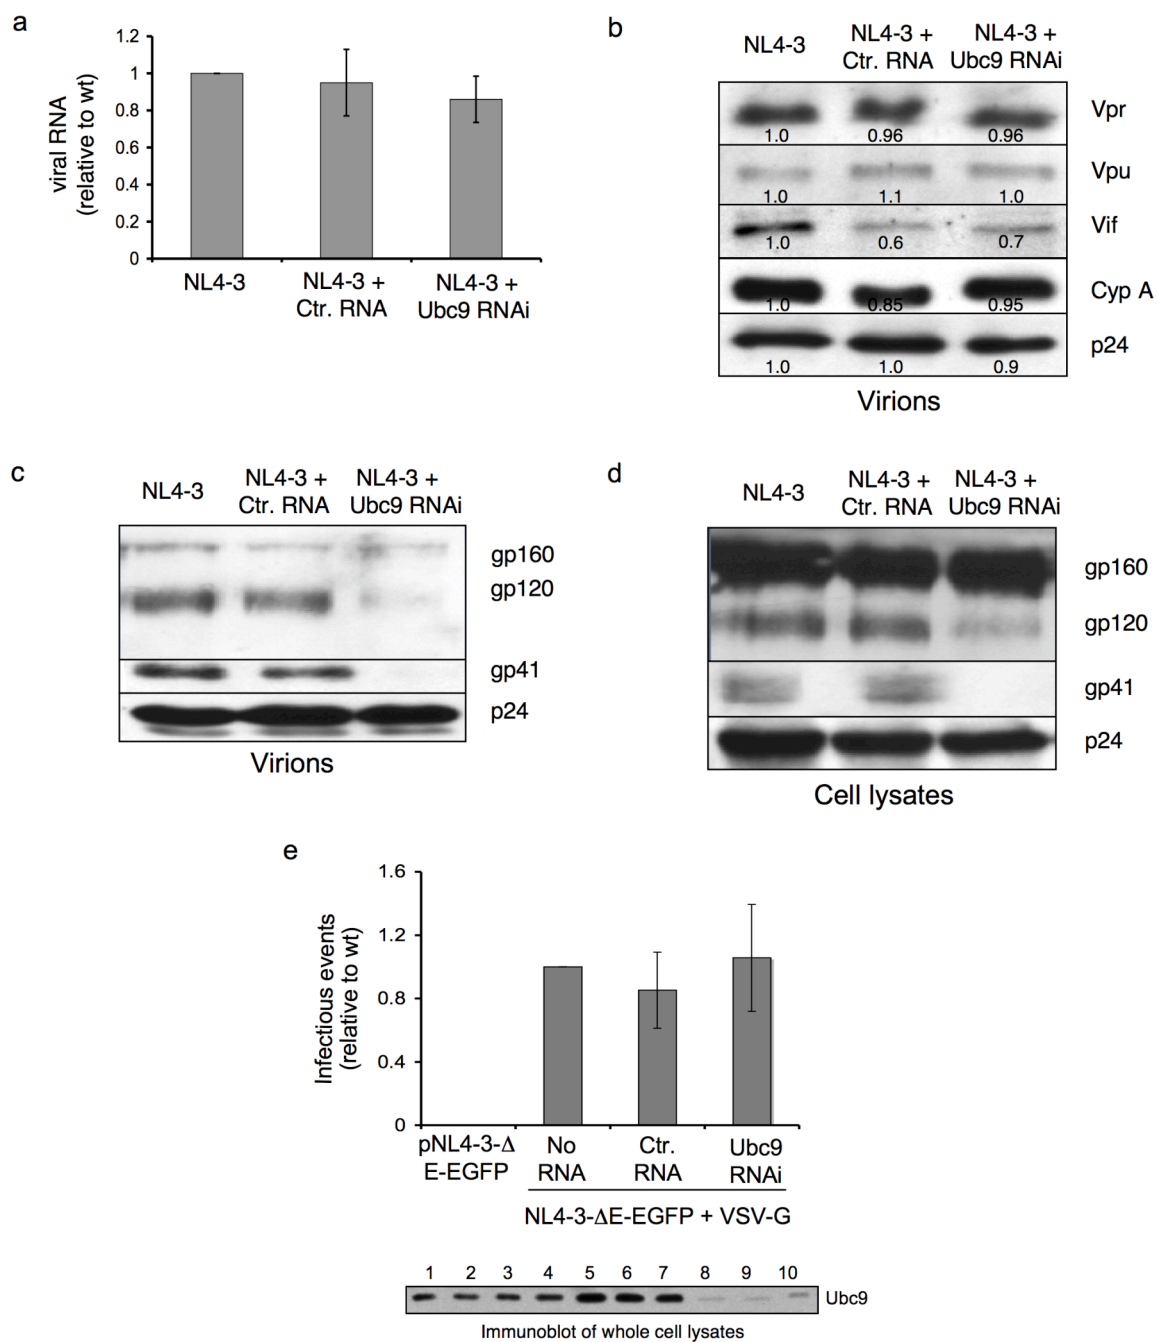 a
1.2
1
0.8
0.6
0.4
0.2
0
viral RNA
(relative to wt)
NL4-3
NL4-3 +
Ctr. RNA
NL4-3 +
Ubc9 RNAi
b
NL4-3
NL4-3 +
Ctr. RNA
NL4-3 +
Ubc9 RNAi
1.0 0.96 0.96 Vpr
1.0 1.1 1.0 Vpu
1.0 0.6 0.7 Vif
1.0 0.85 0.95 Cyp A
1.0 1.0 0.9 p24
Virions
c
NL4-3
NL4-3 +
Ctr. RNA
NL4-3 +
Ubc9 RNAi
gp160
gp120
gp41
p24
Virions
d
NL4-3
NL4-3 +
Ctr. RNA
NL4-3 +
Ubc9 RNAi
gp160
gp120
gp41
p24
Cell lysates
e
1.6
1.2
0.8
0.4
0
Infectious events
(relative to wt)
pNL4-3-Δ
E-EGFP
No
RNA
Ctr.
RNA
Ubc9
RNAi
NL4-3-ΔE-EGFP + VSV-G
1 2 3 4 5 6 7 8 9 10
Ubc9
Immunoblot of whole cell lysates